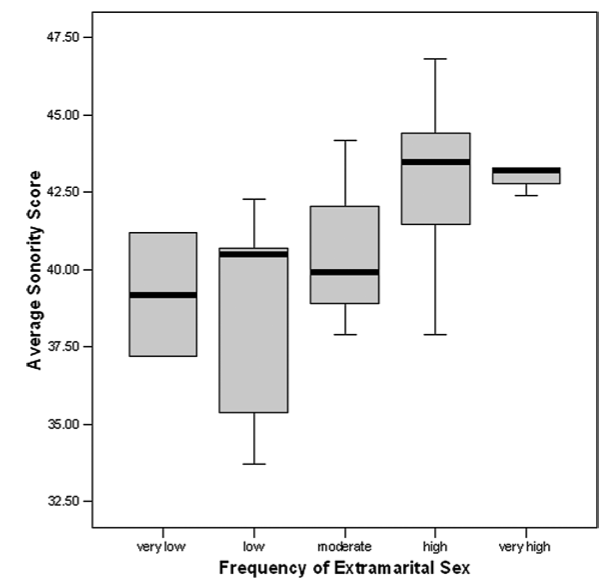 47.50
45.00
42.50
40.00
37.50
35.00
32.50
Average Sonority Score
very low low moderate high very high
Frequency of Extramarital Sex